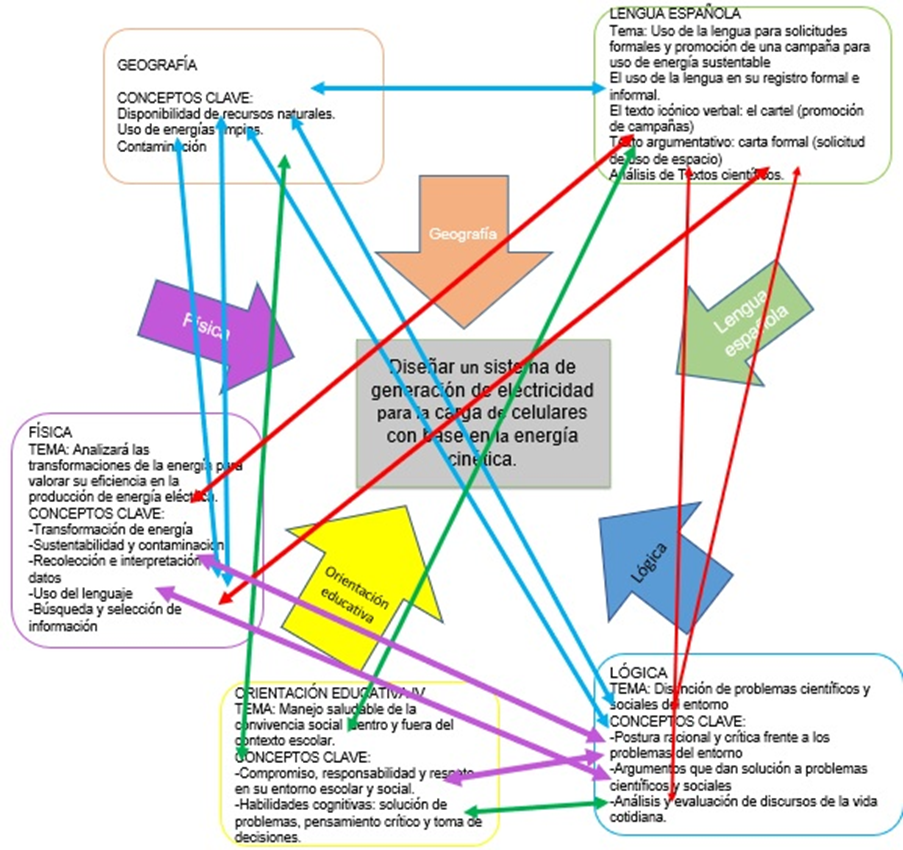 GEOGRAFÍA
CONCEPTOS CLAVE:
Disponibilidad de recursos naturales.
Uso de energías limpias.
Contaminación
LENGUA ESPAÑOLA
Tema: Uso de la lengua para solicitudes
formales y promoción de una campaña para
uso de energía sustentable
El uso de la lengua en su registro formal e
informal.
El texto icónico verbal: el cartel (promoción
de campañas)
Texto argumentativo: carta formal (solicitud
de uso de espacio)
Análisis de Textos científicos.
Geografía
Física
Lengua
española
Diseñar un sistema de
generación de electricidad
para la carga de celulares
con base en la energía
cinética.
FÍSICA
TEMA: Analizará las
transformaciones de la energía para
valorar su eficiencia en la
producción de energía eléctrica.
CONCEPTOS CLAVE:
-Transformación de energía
-Sustentabilidad y contaminación
-Recolección e interpretación
datos
-Uso del lenguaje
-Búsqueda y selección de
información
Orientación
educativa
Lógica
ORIENTACIÓN EDUCATIVA IV
TEMA: Manejo saludable de la
convivencia social dentro y fuera del
contexto escolar.
CONCEPTOS CLAVE:
-Compromiso, responsabilidad y respeto
en su entorno escolar y social.
-Habilidades cognitivas: solución de
problemas, pensamiento crítico y toma de
decisiones.
LÓGICA
TEMA: Distinción de problemas científicos y
sociales del entorno
CONCEPTOS CLAVE:
-Postura racional y crítica frente a los
problemas del entorno
-Argumentos que dan solución a problemas
científicos y sociales
-Análisis y evaluación de discursos de la vida
cotidiana.